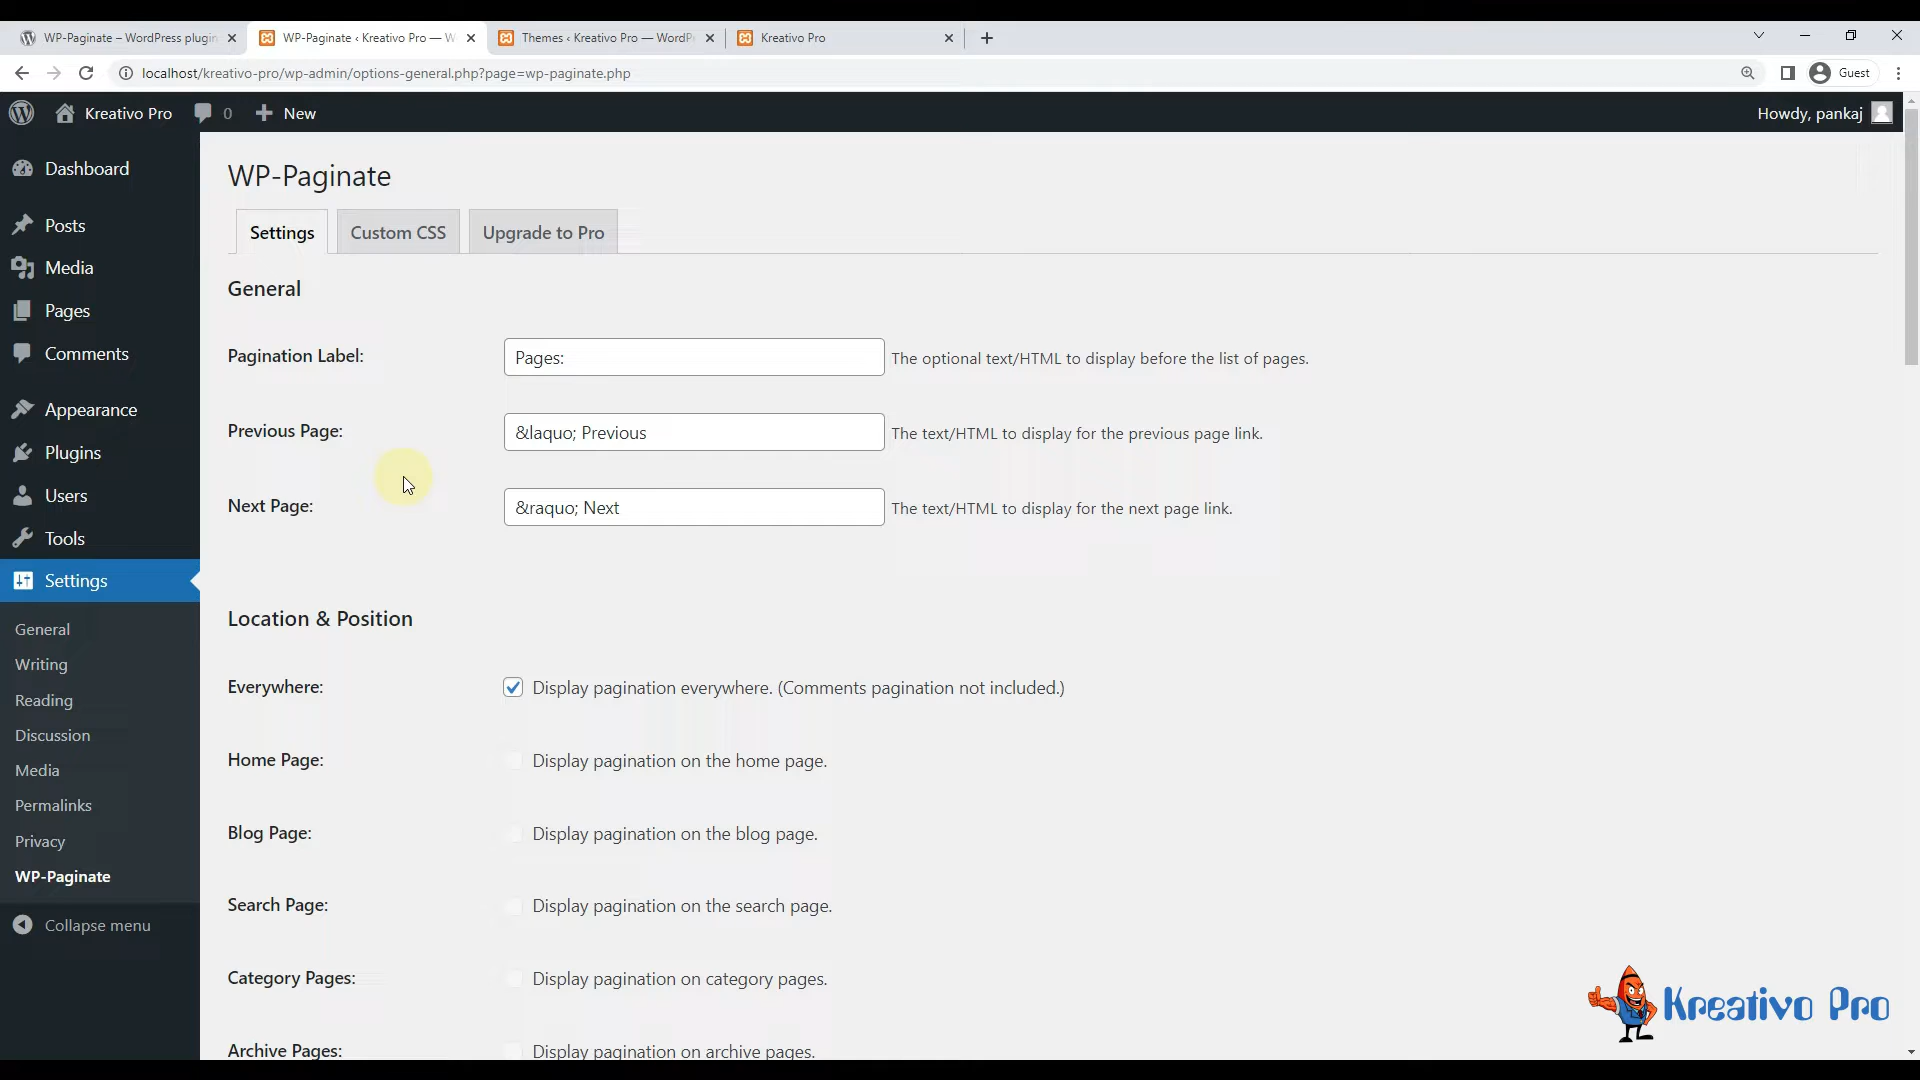 WP-Paginate – WordPress plugin
WP-Paginate ‹ Kreativo Pro — W
Themes ‹ Kreativo Pro — WordP
Kreativo Pro
localhost/kreativo-pro/wp-admin/options-general.php?page=wp-paginate.php
Guest
Kreativo Pro
0
New
Howdy, pankaj
Dashboard
Posts
Media
Pages
Comments
Appearance
Plugins
Users
Tools
Settings
General
Writing
Reading
Discussion
Media
Permalinks
Privacy
WP-Paginate
Collapse menu
WP-Paginate
Settings
Custom CSS
Upgrade to Pro
General
Pagination Label:
Pages:
The optional text/HTML to display before the list of pages.
Previous Page:
&laquo; Previous
The text/HTML to display for the previous page link.
Next Page:
&raquo; Next
The text/HTML to display for the next page link.
Location & Position
Everywhere:
Display pagination everywhere. (Comments pagination not included.)
Home Page:
Display pagination on the home page.
Blog Page:
Display pagination on the blog page.
Search Page:
Display pagination on the search page.
Category Pages:
Display pagination on category pages.
Archive Pages:
Display pagination on archive pages.
Kreativo Pro